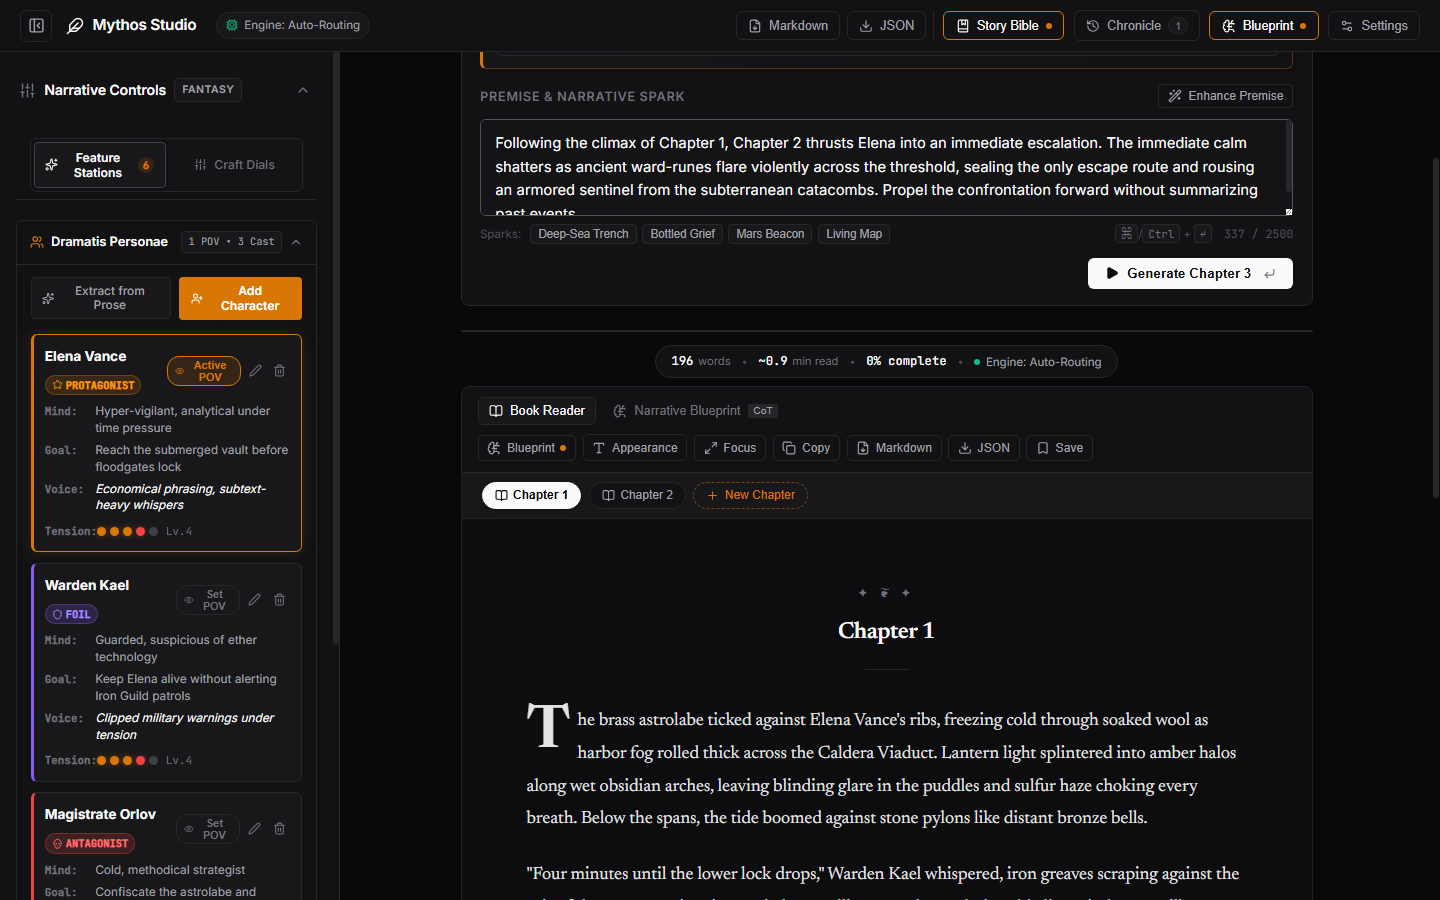 Mythos Studio
Engine: Auto-Routing
Markdown
JSON
Story Bible
Chronicle 1
Blueprint
Settings
Narrative Controls
FANTASY
Feature Stations 6
Craft Dials
Dramatis Personae
1 POV • 3 Cast
Extract from Prose
Add Character
Elena Vance
Active POV
PROTAGONIST
Mind: Hyper-vigilant, analytical under
time pressure
Goal: Reach the submerged vault before
floodgates lock
Voice: Economical phrasing, subtext-
heavy whispers
Tension: Lv.4
Warden Kael
Set POV
FOIL
Mind: Guarded, suspicious of ether
technology
Goal: Keep Elena alive without alerting
Iron Guild patrols
Voice: Clipped military warnings under
tension
Tension: Lv.4
Magistrate Orlov
Set POV
ANTAGONIST
Mind: Cold, methodical strategist
Goal: Confiscate the astrolabe and
PREMISE & NARRATIVE SPARK
Enhance Premise
Following the climax of Chapter 1, Chapter 2 thrusts Elena into an immediate escalation. The immediate calm
shatters as ancient ward-runes flare violently across the threshold, sealing the only escape route and rousing
an armored sentinel from the subterranean catacombs. Propel the confrontation forward without summarizing
past events
Sparks: Deep-Sea Trench Bottled Grief Mars Beacon Living Map
⌘/Ctrl + ↵ 337 / 2500
Generate Chapter 3
196 words • ~0.9 min read • 0% complete • Engine: Auto-Routing
Book Reader
Narrative Blueprint CoT
Blueprint
Appearance
Focus
Copy
Markdown
JSON
Save
Chapter 1
Chapter 2
+ New Chapter
Chapter 1
The brass astrolabe ticked against Elena Vance's ribs, freezing cold through soaked wool as
harbor fog rolled thick across the Caldera Viaduct. Lantern light splintered into amber halos
along wet obsidian arches, leaving blinding glare in the puddles and sulfur haze choking every
breath. Below the spans, the tide boomed against stone pylons like distant bronze bells.
"Four minutes until the lower lock drops," Warden Kael whispered, iron greaves scraping against the